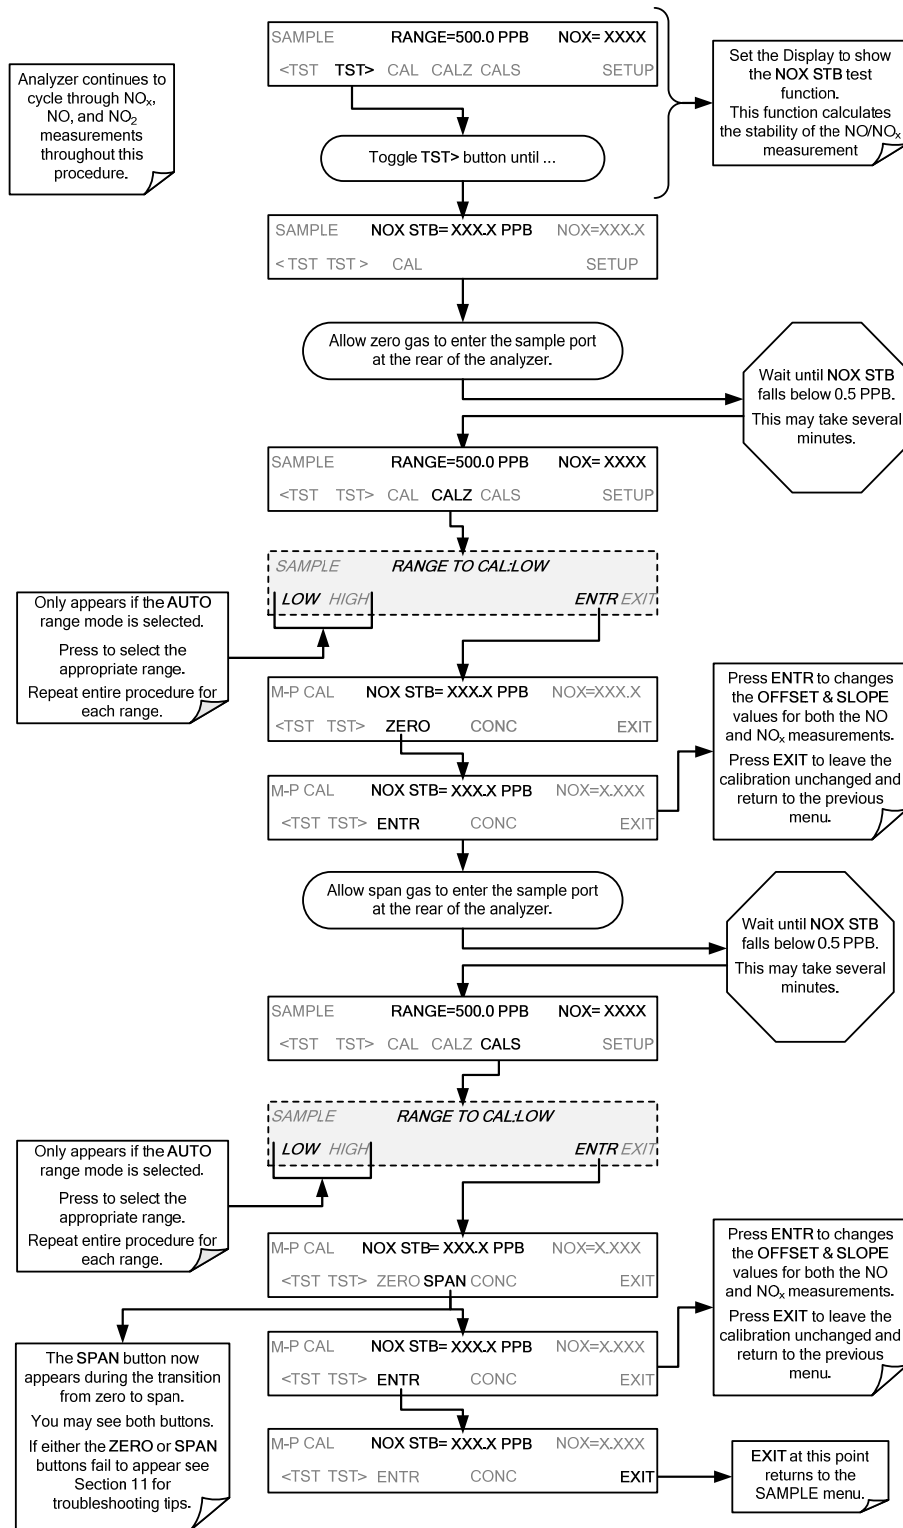 SAMPLE RANGE=500.0 PPB NOX= XXXX
<TST TST> CAL CALZ CALS SETUP
Analyzer continues to
cycle through NOx,
NO, and NO2
measurements
throughout this
procedure.
Set the Display to show
the NOX STB test
function.
This function calculates
the stability of the NO/NOx
measurement
Toggle TST> button until ...
SAMPLE NOX STB= XXX.X PPB NOX=XXX.X
< TST TST > CAL SETUP
Allow zero gas to enter the sample port
at the rear of the analyzer.
Wait until NOX STB
falls below 0.5 PPB.
This may take several
minutes.
SAMPLE RANGE=500.0 PPB NOX= XXXX
<TST TST> CAL CALZ CALS SETUP
SAMPLE RANGE TO CAL:LOW
LOW HIGH ENTR EXIT
Only appears if the AUTO
range mode is selected.
Press to select the
appropriate range.
Repeat entire procedure for
each range.
M-P CAL NOX STB= XXX.X PPB NOX=XXX.X
<TST TST> ZERO CONC EXIT
M-P CAL NOX STB= XXX.X PPB NOX=X.XXX
<TST TST> ENTR CONC EXIT
Press ENTR to changes
the OFFSET & SLOPE
values for both the NO
and NOx measurements.
Press EXIT to leave the
calibration unchanged and
return to the previous
menu.
Allow span gas to enter the sample port
at the rear of the analyzer.
Wait until NOX STB
falls below 0.5 PPB.
This may take several
minutes.
SAMPLE RANGE=500.0 PPB NOX= XXXX
<TST TST> CAL CALZ CALS SETUP
SAMPLE RANGE TO CAL:LOW
LOW HIGH ENTR EXIT
Only appears if the AUTO
range mode is selected.
Press to select the
appropriate range.
Repeat entire procedure for
each range.
M-P CAL NOX STB= XXX.X PPB NOX=X.XXX
<TST TST> ZERO SPAN CONC EXIT
The SPAN button now
appears during the transition
from zero to span.
You may see both buttons.
If either the ZERO or SPAN
buttons fail to appear see
Section 11 for
troubleshooting tips.
M-P CAL NOX STB= XXX.X PPB NOX=X.XXX
<TST TST> ENTR CONC EXIT
Press ENTR to changes
the OFFSET & SLOPE
values for both the NO
and NOx measurements.
Press EXIT to leave the
calibration unchanged and
return to the previous
menu.
M-P CAL NOX STB= XXX.X PPB NOX=X.XXX
<TST TST> ENTR CONC EXIT
EXIT at this point
returns to the
SAMPLE menu.